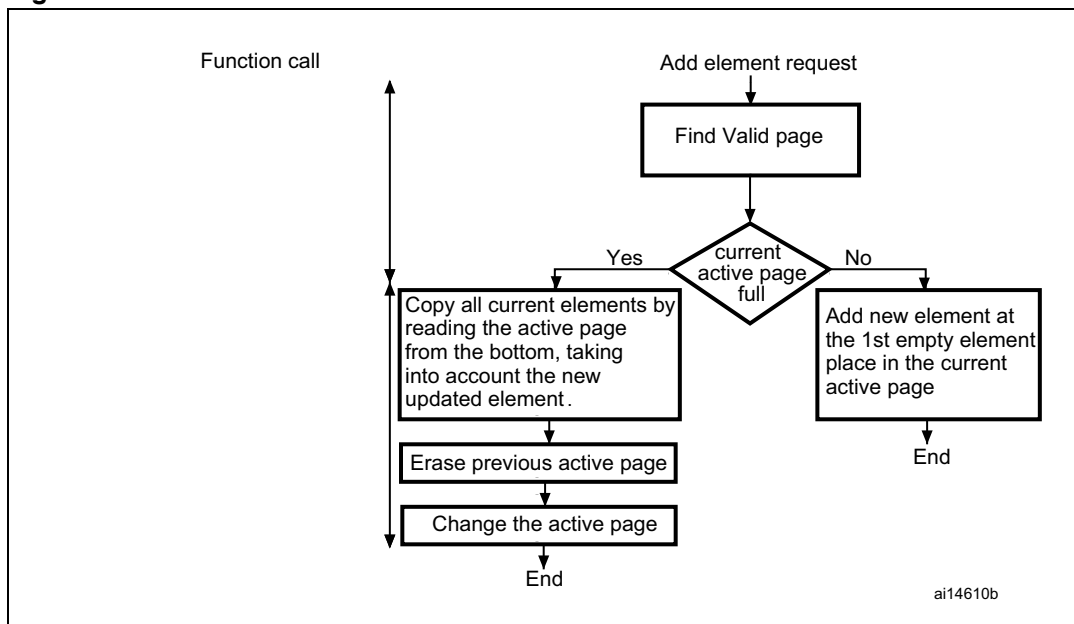 Function call
Add element request
Find Valid page
Yes
current
active page
full
No
Copy all current elements by
reading the active page
from the bottom, taking
into account the new
updated element.
Add new element at
the 1st empty element
place in the current
active page
End
Erase previous active page
Change the active page
End
ai14610b